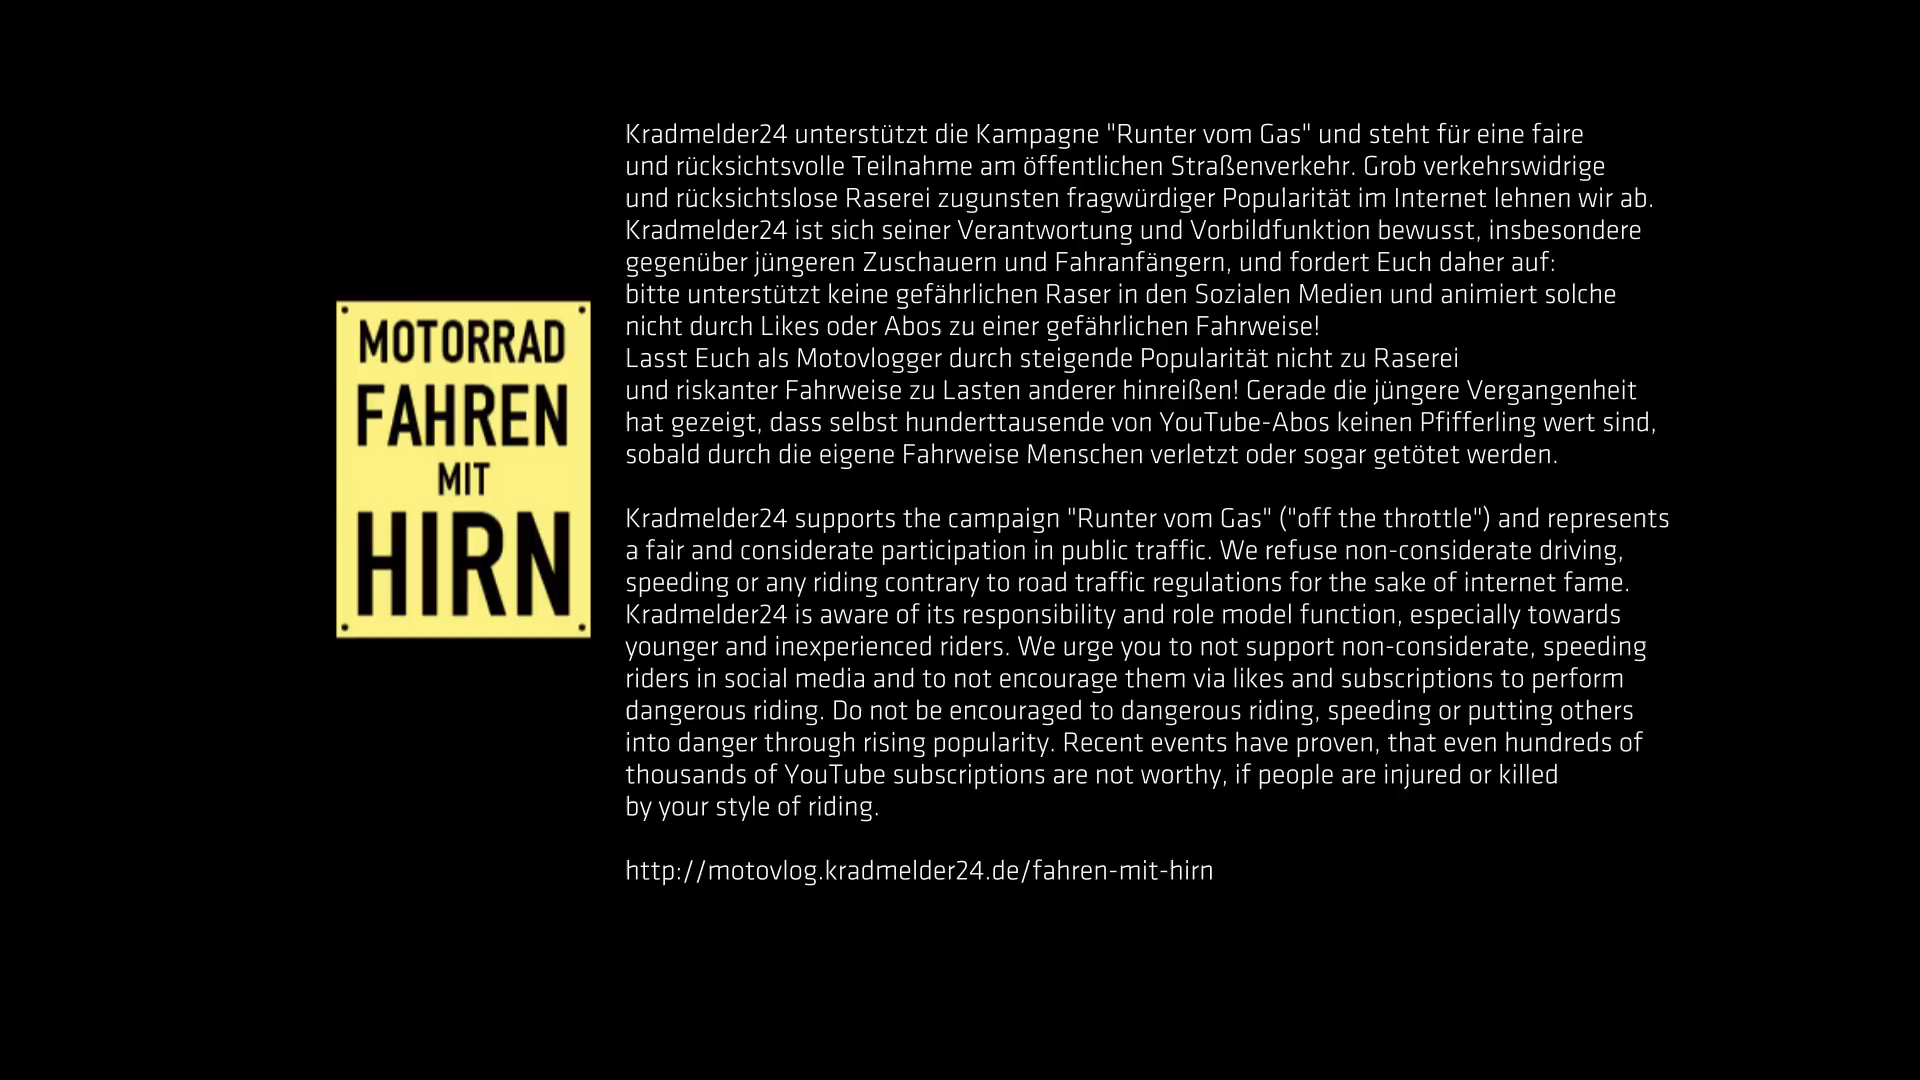 MOTORRAD
FAHREN
MIT
HIRN
Kradmelder24 unterstützt die Kampagne "Runter vom Gas" und steht für eine faire
und rücksichtsvolle Teilnahme am öffentlichen Straßenverkehr. Grob verkehrswidrige
und rücksichtslose Raserei zugunsten fragwürdiger Popularität im Internet lehnen wir ab.
Kradmelder24 ist sich seiner Verantwortung und Vorbildfunktion bewusst, insbesondere
gegenüber jüngeren Zuschauern und Fahranfängern, und fordert Euch daher auf:
bitte unterstützt keine gefährlichen Raser in den Sozialen Medien und animiert solche
nicht durch Likes oder Abos zu einer gefährlichen Fahrweise!
Lasst Euch als Motovlogger durch steigende Popularität nicht zu Raserei
und riskanter Fahrweise zu Lasten anderer hinreißen! Gerade die jüngere Vergangenheit
hat gezeigt, dass selbst hunderttausende von YouTube-Abos keinen Pfifferling wert sind,
sobald durch die eigene Fahrweise Menschen verletzt oder sogar getötet werden.
Kradmelder24 supports the campaign "Runter vom Gas" ("off the throttle") and represents
a fair and considerate participation in public traffic. We refuse non-considerate driving,
speeding or any riding contrary to road traffic regulations for the sake of internet fame.
Kradmelder24 is aware of its responsibility and role model function, especially towards
younger and inexperienced riders. We urge you to not support non-considerate, speeding
riders in social media and to not encourage them via likes and subscriptions to perform
dangerous riding. Do not be encouraged to dangerous riding, speeding or putting others
into danger through rising popularity. Recent events have proven, that even hundreds of
thousands of YouTube subscriptions are not worthy, if people are injured or killed
by your style of riding.
http://motovlog.kradmelder24.de/fahren-mit-hirn